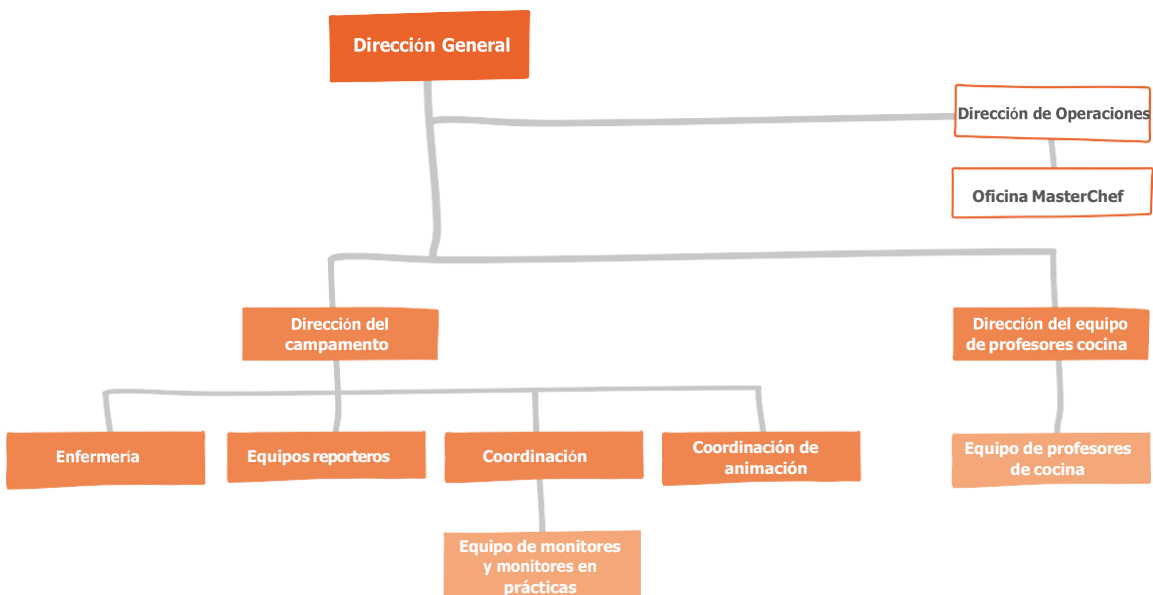 Dirección General
Dirección de Operaciones
Oficina MasterChef
Dirección del
campamento
Dirección del equipo
de profesores cocina
Enfermería
Equipos reporteros
Coordinación
Coordinación de
animación
Equipo de profesores
de cocina
Equipo de monitores
y monitores en
prácticas